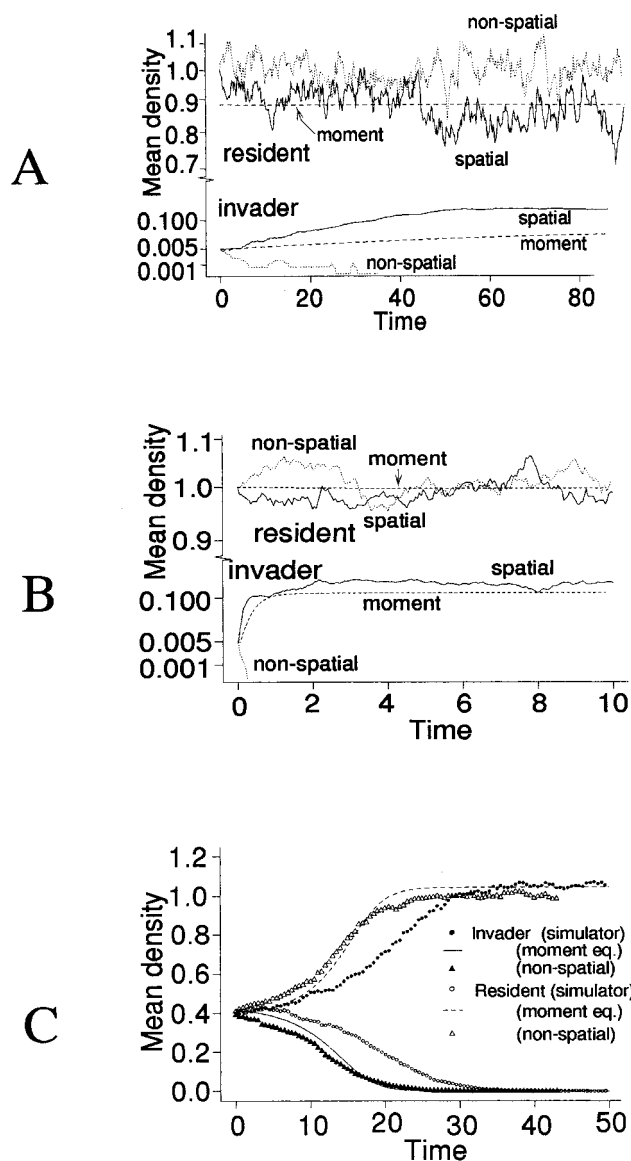 A
Mean density
1.1
1.0
0.9
0.8
0.7
0.100
0.005
0.001
non-spatial
moment
resident
spatial
invader
spatial
moment
non-spatial
0 20 40 60 80
Time
B
Mean density
1.1
1.0
0.9
0.100
0.005
0.001
non-spatial
moment
resident
spatial
invader
spatial
moment
non-spatial
0 2 4 6 8 10
Time
C
Mean density
1.2
1.0
0.8
0.6
0.4
0.2
0.0
Invader (simulator)
(moment eq.)
(non-spatial)
Resident (simulator)
(moment eq.)
(non-spatial)
0 10 20 30 40 50
Time